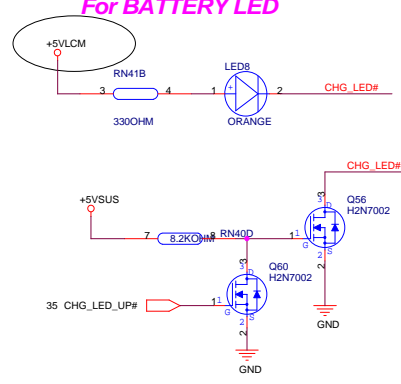 For BATTERY LED
+5VLCM
RN41B
LED8
3 4 1 + 2 CHG_LED#
330OHM ORANGE
CHG_LED#
+5VSUS
Q56
H2N7002
7 8.2KOHM 8 RN40D 1 1 G 3 D 2 S 2
Q60
H2N7002
35 CHG_LED_UP# 1 1 G 3 D 2 S 2
GND
GND